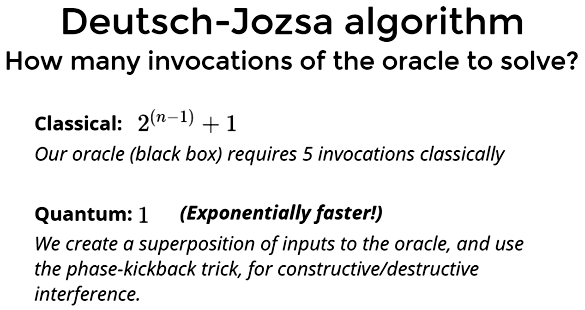 Deutsch-Jozsa algorithm
How many invocations of the oracle to solve?
Classical: 2^(n−1) + 1
Our oracle (black box) requires 5 invocations classically
Quantum: 1 (Exponentially faster!)
We create a superposition of inputs to the oracle, and use
the phase-kickback trick, for constructive/destructive
interference.